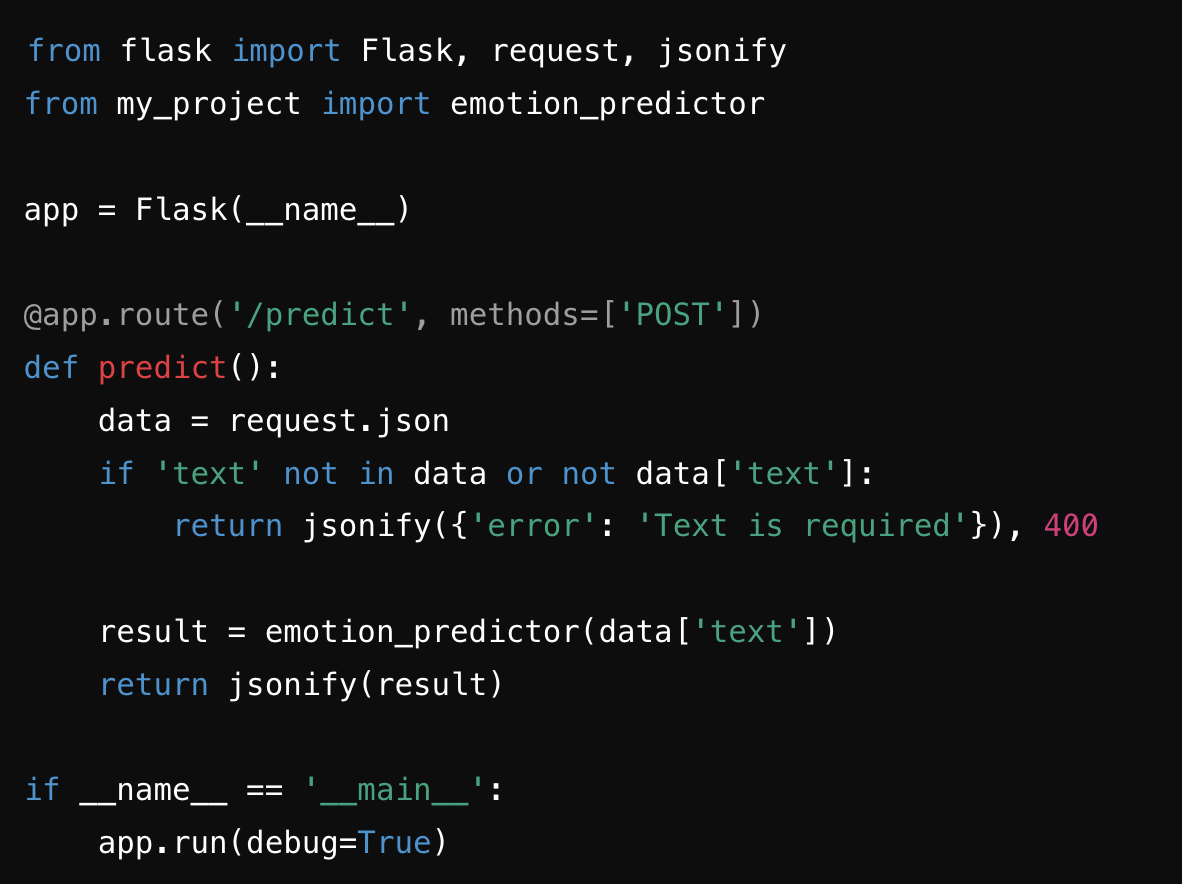 from flask import Flask, request, jsonify
from my_project import emotion_predictor

app = Flask(__name__)

@app.route('/predict', methods=['POST'])
def predict():
    data = request.json
    if 'text' not in data or not data['text']:
        return jsonify({'error': 'Text is required'}), 400

    result = emotion_predictor(data['text'])
    return jsonify(result)

if __name__ == '__main__':
    app.run(debug=True)